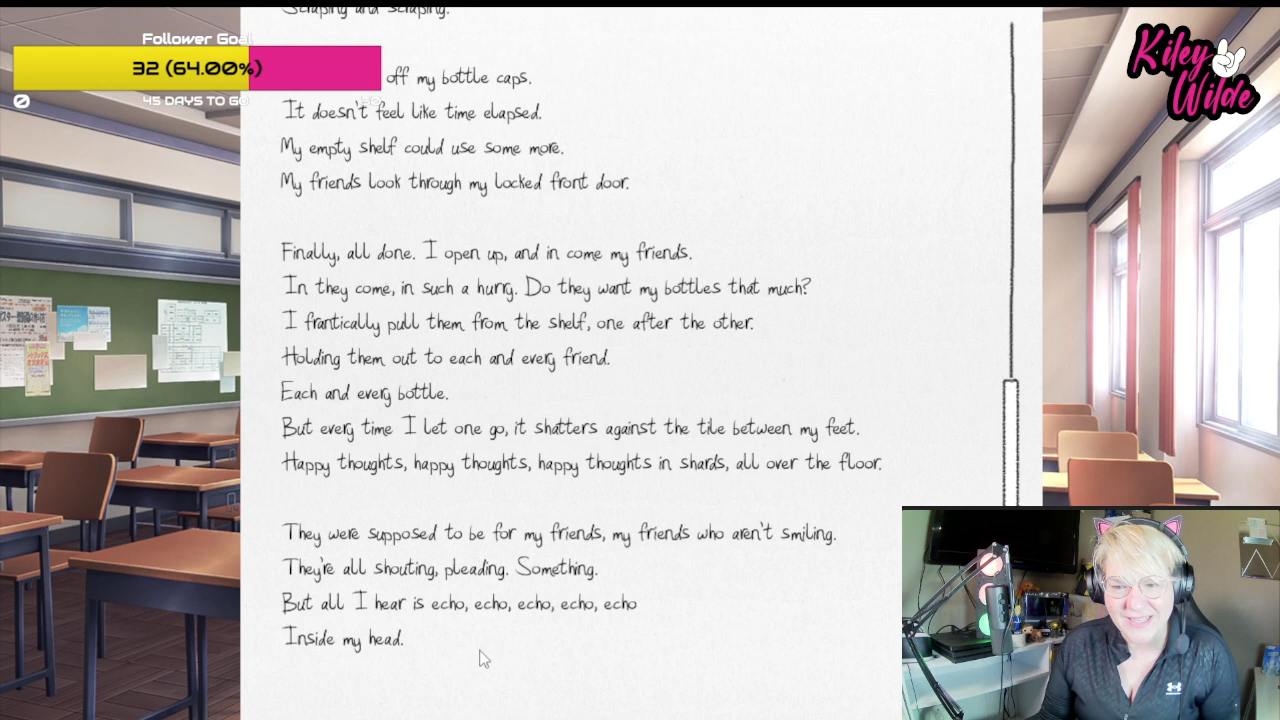 Scraping and scraping.
Follower Goal
32 (64.00%)
0
45 DAYS TO GO
Kiley Wilde
off my bottle caps.
It doesn't feel like time elapsed.
My empty shelf could use some more.
My friends look through my locked front door.
Finally, all done. I open up, and in come my friends.
In they come, in such a hurry. Do they want my bottles that much?
I frantically pull them from the shelf, one after the other.
Holding them out to each and every friend.
Each and every bottle.
But every time I let one go, it shatters against the tile between my feet.
Happy thoughts, happy thoughts, happy thoughts in shards, all over the floor.
They were supposed to be for my friends, my friends who aren't smiling.
They're all shouting, pleading. Something.
But all I hear is echo, echo, echo, echo, echo
Inside my head.